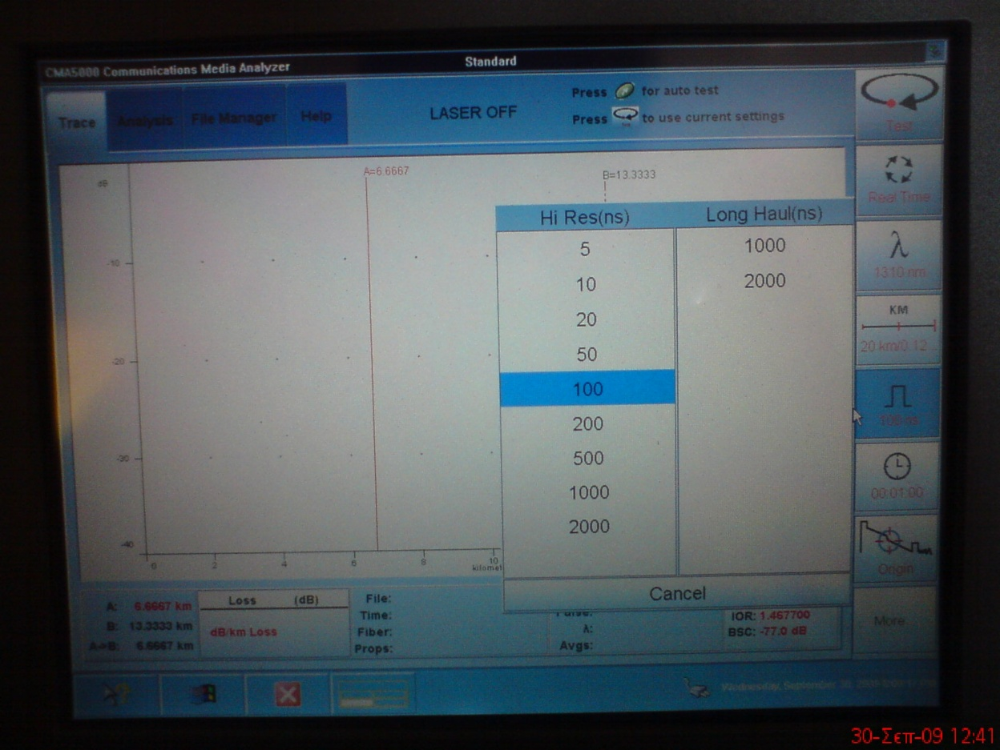 CMA5000 Communications Media Analyzer
Standard
Press for auto test
Press to use current settings
Trace
Analysis
File Manager
Help
LASER OFF
Test
Real Time
λ
1310 nm
KM
20 km/0.12...
100 ns
00:01:00
Origin
More...
dB
A=6.6667
B=13.3333
-10
-20
-30
-40
0 2 4 6 8 10
kilomet
Hi Res(ns)
5
10
20
50
100
200
500
1000
2000
Long Haul(ns)
1000
2000
Cancel
A: 6.6667 km
B: 13.3333 km
A->B: 6.6667 km
Loss (dB)
dB/km Loss
File:
Time:
Fiber:
Props:
Pulse:
λ:
Avgs:
IOR: 1.467700
BSC: -77.0 dB
Wednesday, September 30, 2009
30-Σεπ-09 12:41